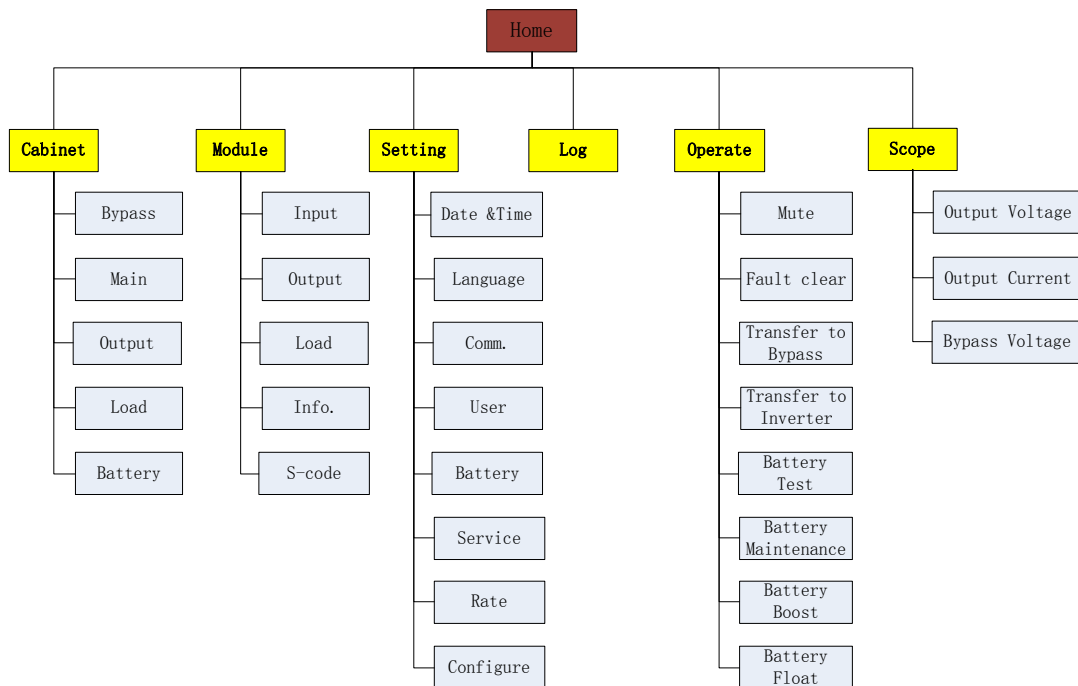 Home
Cabinet
Module
Setting
Log
Operate
Scope
Bypass
Main
Output
Load
Battery
Input
Output
Load
Info.
S-code
Date &Time
Language
Comm.
User
Battery
Service
Rate
Configure
Mute
Fault clear
Transfer to
Bypass
Transfer to
Inverter
Battery
Test
Battery
Maintenance
Battery
Boost
Battery
Float
Output Voltage
Output Current
Bypass Voltage